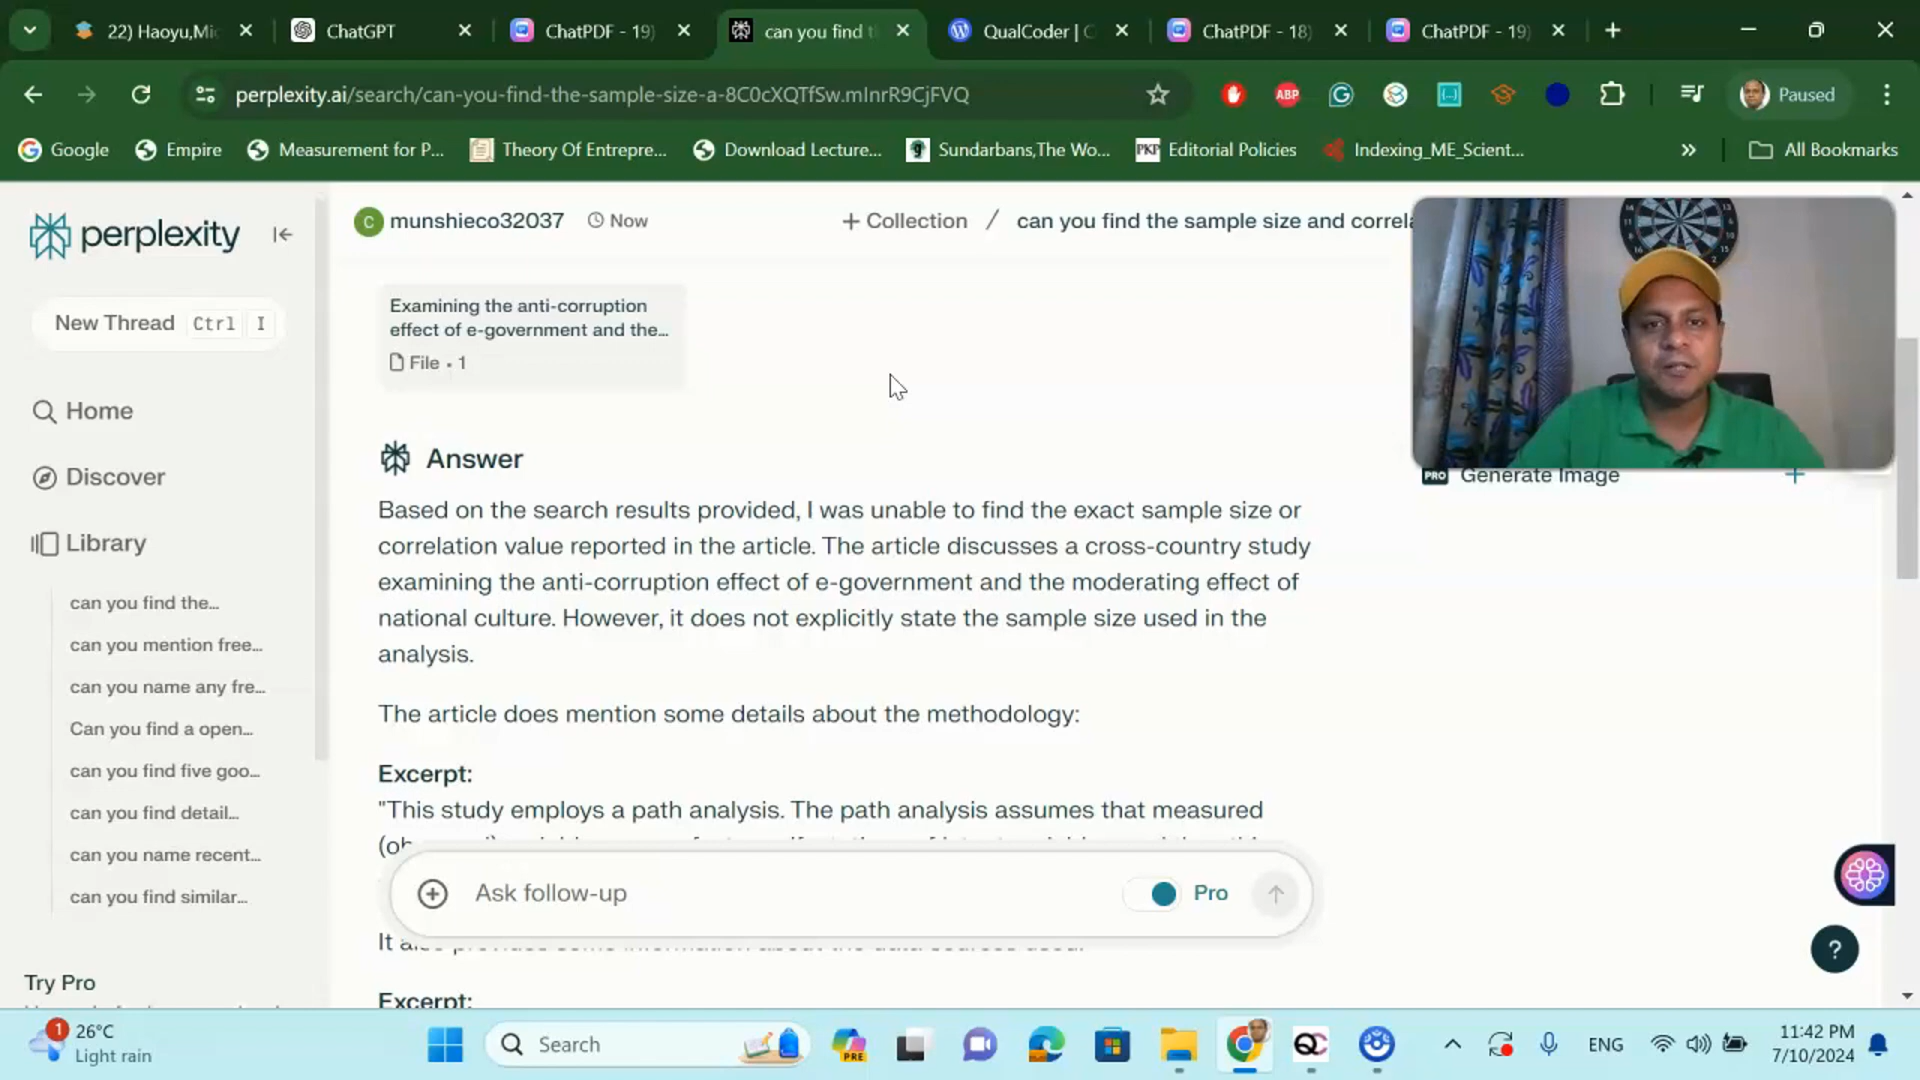 22) Haoyu,Mic
ChatGPT
ChatPDF - 19)
can you find t
QualCoder | C
ChatPDF - 18)
ChatPDF - 19)
perplexity.ai/search/can-you-find-the-sample-size-a-8C0cXQTfSw.mInrR9CjFVQ
ABP
Paused
Google
Empire
Measurement for P...
Theory Of Entrepre...
Download Lecture...
Sundarbans,The Wo...
PKP Editorial Policies
Indexing_ME_Scient...
»
All Bookmarks
perplexity
New Thread Ctrl I
Home
Discover
Library
can you find the...
can you mention free...
can you name any fre...
Can you find a open...
can you find five goo...
can you find detail...
can you name recent...
can you find similar...
Try Pro
C munshieco32037 Now
+ Collection / can you find the sample size and correla
Examining the anti-corruption
effect of e-government and the...
File • 1
Answer
Based on the search results provided, I was unable to find the exact sample size or
correlation value reported in the article. The article discusses a cross-country study
examining the anti-corruption effect of e-government and the moderating effect of
national culture. However, it does not explicitly state the sample size used in the
analysis.
The article does mention some details about the methodology:
Excerpt:
"This study employs a path analysis. The path analysis assumes that measured
Ask follow-up
Pro
Excerpt:
PRO Generate Image +
?
1
26°C
Light rain
Search
PRE
QC
ENG
11:42 PM
7/10/2024